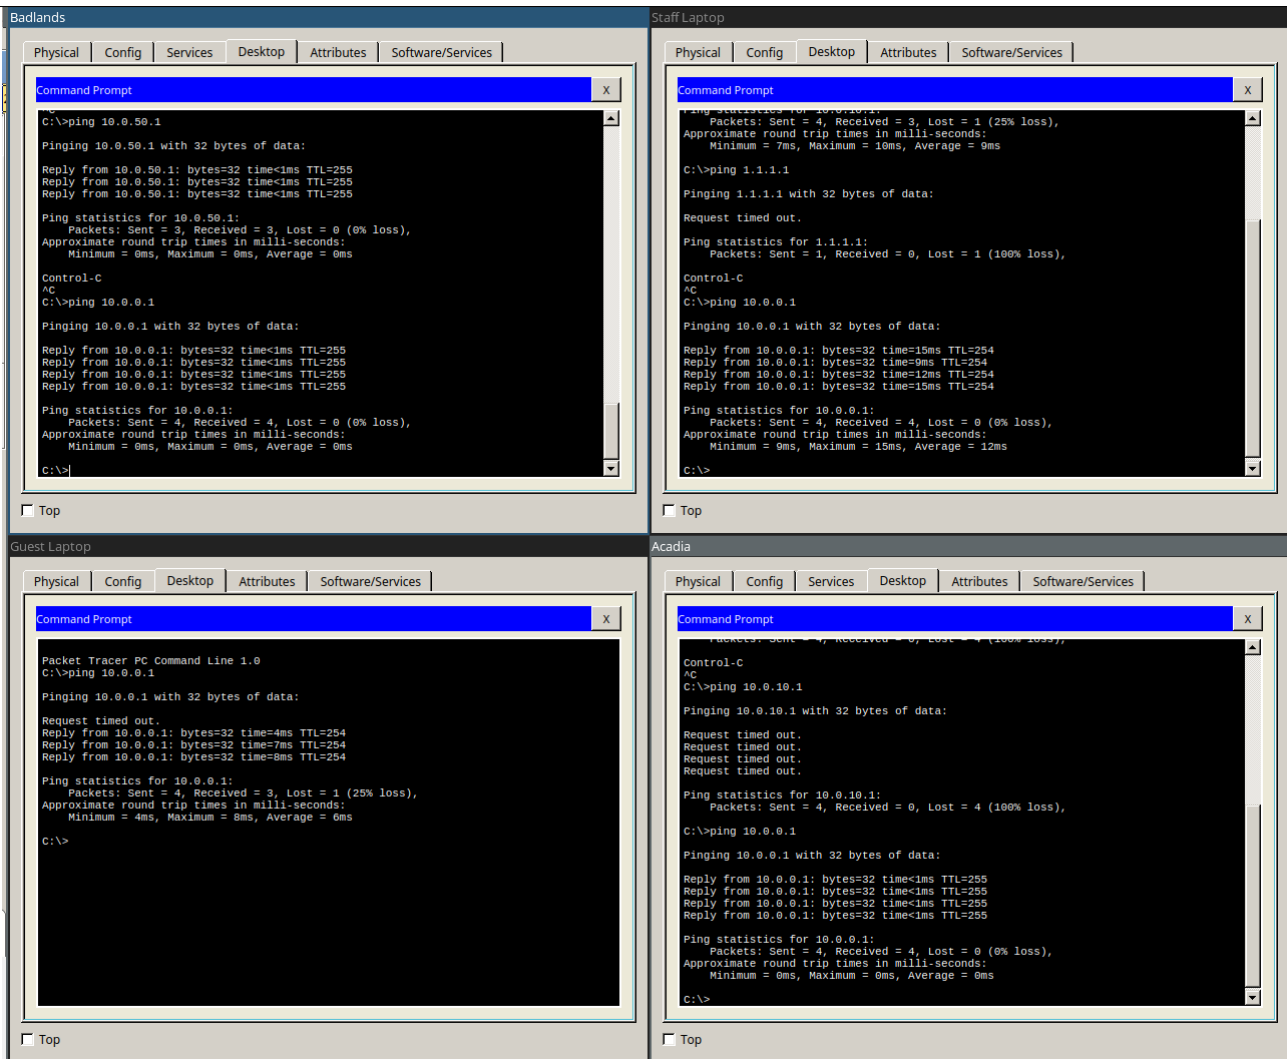 Badlands
Physical Config Services Desktop Attributes Software/Services
Command Prompt X
^C
C:\>ping 10.0.50.1
Pinging 10.0.50.1 with 32 bytes of data:
Reply from 10.0.50.1: bytes=32 time<1ms TTL=255
Reply from 10.0.50.1: bytes=32 time<1ms TTL=255
Reply from 10.0.50.1: bytes=32 time<1ms TTL=255
Ping statistics for 10.0.50.1:
Packets: Sent = 3, Received = 3, Lost = 0 (0% loss),
Approximate round trip times in milli-seconds:
Minimum = 0ms, Maximum = 0ms, Average = 0ms
Control-C
^C
C:\>ping 10.0.0.1
Pinging 10.0.0.1 with 32 bytes of data:
Reply from 10.0.0.1: bytes=32 time<1ms TTL=255
Reply from 10.0.0.1: bytes=32 time<1ms TTL=255
Reply from 10.0.0.1: bytes=32 time<1ms TTL=255
Reply from 10.0.0.1: bytes=32 time<1ms TTL=255
Ping statistics for 10.0.0.1:
Packets: Sent = 4, Received = 4, Lost = 0 (0% loss),
Approximate round trip times in milli-seconds:
Minimum = 0ms, Maximum = 0ms, Average = 0ms
C:\>
Top
Staff Laptop
Physical Config Desktop Attributes Software/Services
Command Prompt X
Ping statistics for 10.0.10.1:
Packets: Sent = 4, Received = 3, Lost = 1 (25% loss),
Approximate round trip times in milli-seconds:
Minimum = 7ms, Maximum = 10ms, Average = 9ms
C:\>ping 1.1.1.1
Pinging 1.1.1.1 with 32 bytes of data:
Request timed out.
Ping statistics for 1.1.1.1:
Packets: Sent = 1, Received = 0, Lost = 1 (100% loss),
Control-C
^C
C:\>ping 10.0.0.1
Pinging 10.0.0.1 with 32 bytes of data:
Reply from 10.0.0.1: bytes=32 time=15ms TTL=254
Reply from 10.0.0.1: bytes=32 time=9ms TTL=254
Reply from 10.0.0.1: bytes=32 time=12ms TTL=254
Reply from 10.0.0.1: bytes=32 time=15ms TTL=254
Ping statistics for 10.0.0.1:
Packets: Sent = 4, Received = 4, Lost = 0 (0% loss),
Approximate round trip times in milli-seconds:
Minimum = 9ms, Maximum = 15ms, Average = 12ms
C:\>
Top
Guest Laptop
Physical Config Desktop Attributes Software/Services
Command Prompt X
Packet Tracer PC Command Line 1.0
C:\>ping 10.0.0.1
Pinging 10.0.0.1 with 32 bytes of data:
Request timed out.
Reply from 10.0.0.1: bytes=32 time=4ms TTL=254
Reply from 10.0.0.1: bytes=32 time=7ms TTL=254
Reply from 10.0.0.1: bytes=32 time=8ms TTL=254
Ping statistics for 10.0.0.1:
Packets: Sent = 4, Received = 3, Lost = 1 (25% loss),
Approximate round trip times in milli-seconds:
Minimum = 4ms, Maximum = 8ms, Average = 6ms
C:\>
Top
Acadia
Physical Config Services Desktop Attributes Software/Services
Command Prompt X
Packets: Sent = 4, Received = 0, Lost = 4 (100% loss),
Control-C
^C
C:\>ping 10.0.10.1
Pinging 10.0.10.1 with 32 bytes of data:
Request timed out.
Request timed out.
Request timed out.
Request timed out.
Ping statistics for 10.0.10.1:
Packets: Sent = 4, Received = 0, Lost = 4 (100% loss),
C:\>ping 10.0.0.1
Pinging 10.0.0.1 with 32 bytes of data:
Reply from 10.0.0.1: bytes=32 time<1ms TTL=255
Reply from 10.0.0.1: bytes=32 time<1ms TTL=255
Reply from 10.0.0.1: bytes=32 time<1ms TTL=255
Reply from 10.0.0.1: bytes=32 time<1ms TTL=255
Ping statistics for 10.0.0.1:
Packets: Sent = 4, Received = 4, Lost = 0 (0% loss),
Approximate round trip times in milli-seconds:
Minimum = 0ms, Maximum = 0ms, Average = 0ms
C:\>
Top